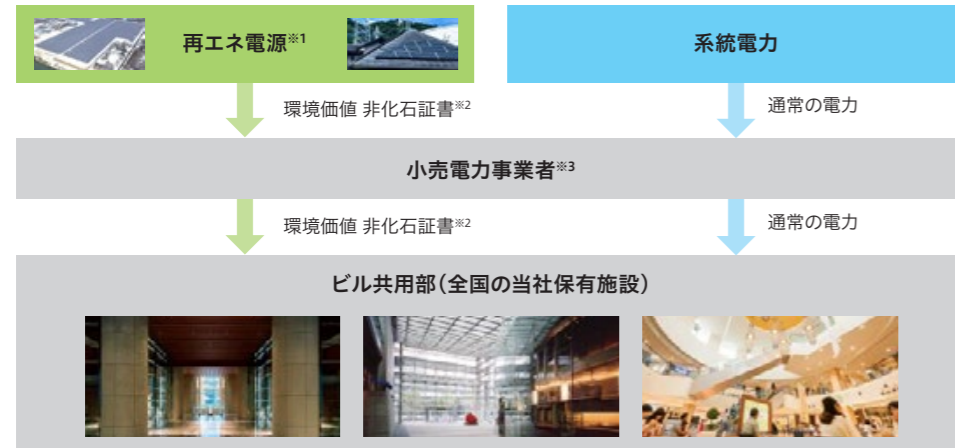 再エネ電源※1
系統電力
環境価値 非化石証書※2
通常の電力
小売電力事業者※3
環境価値 非化石証書※2
通常の電力
ビル共用部（全国の当社保有施設）